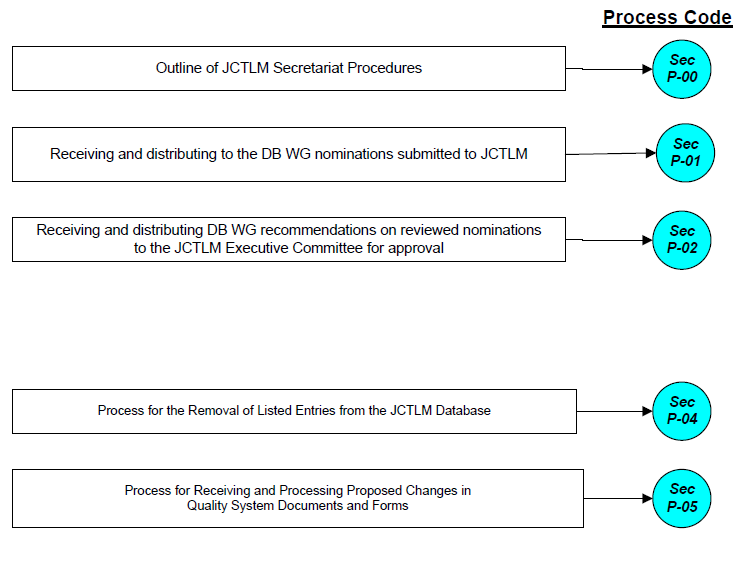 Process Code
Outline of JCTLM Secretariat Procedures
Sec
P-00
Receiving and distributing to the DB WG nominations submitted to JCTLM
Sec
P-01
Receiving and distributing DB WG recommendations on reviewed nominations
to the JCTLM Executive Committee for approval
Sec
P-02
Process for the Removal of Listed Entries from the JCTLM Database
Sec
P-04
Process for Receiving and Processing Proposed Changes in
Quality System Documents and Forms
Sec
P-05